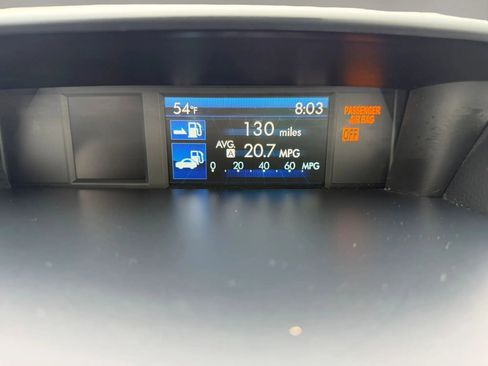 54°F 8:03
130 miles
AVG.
A 20.7 MPG
0 20 40 60 MPG
PASSENGER
AIR BAG
OFF